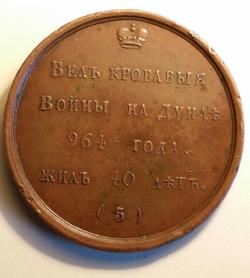 Велъ кровавыя
Войны на Дунаѣ
964 года.
жилъ 40 лѣтъ.
(5)